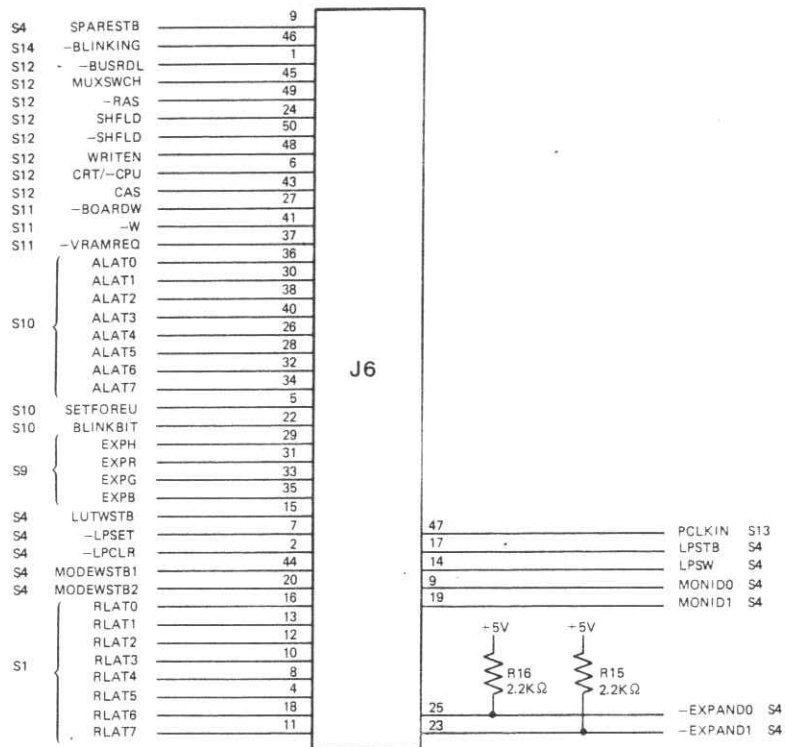 S4 SPARESTB 9
S14 -BLINKING 46
S12 -BUSRDL 1
S12 MUXSWCH 45
S12 -RAS 49
S12 SHFLD 24
S12 -SHFLD 50
S12 WRITEN 48
S12 CRT/-CPU 6
S12 CAS 43
S11 -BOARDW 27
S11 -W 41
S11 -VRAMREQ 37
ALAT0 36
ALAT1 30
ALAT2 38
S10 ALAT3 40
ALAT4 26
ALAT5 28
ALAT6 32
ALAT7 34
J6
S10 SETFOREU 5
S10 BLINKBIT 22
EXPH 29
EXPR 31
S9 EXPG 33
EXPB 35
S4 LUTWSTB 15
S4 -LPSET 7
S4 -LPCLR 2
S4 MODEWSTB1 44
S4 MODEWSTB2 20
RLAT0 16
RLAT1 13
RLAT2 12
S1 RLAT3 10
RLAT4 8
RLAT5 4
RLAT6 18
RLAT7 11
47 PCLKIN S13
17 LPSTB S4
14 LPSW S4
9 MONID0 S4
19 MONID1 S4
+5V +5V
R16 R15
2.2KΩ 2.2KΩ
25 -EXPAND0 S4
23 -EXPAND1 S4